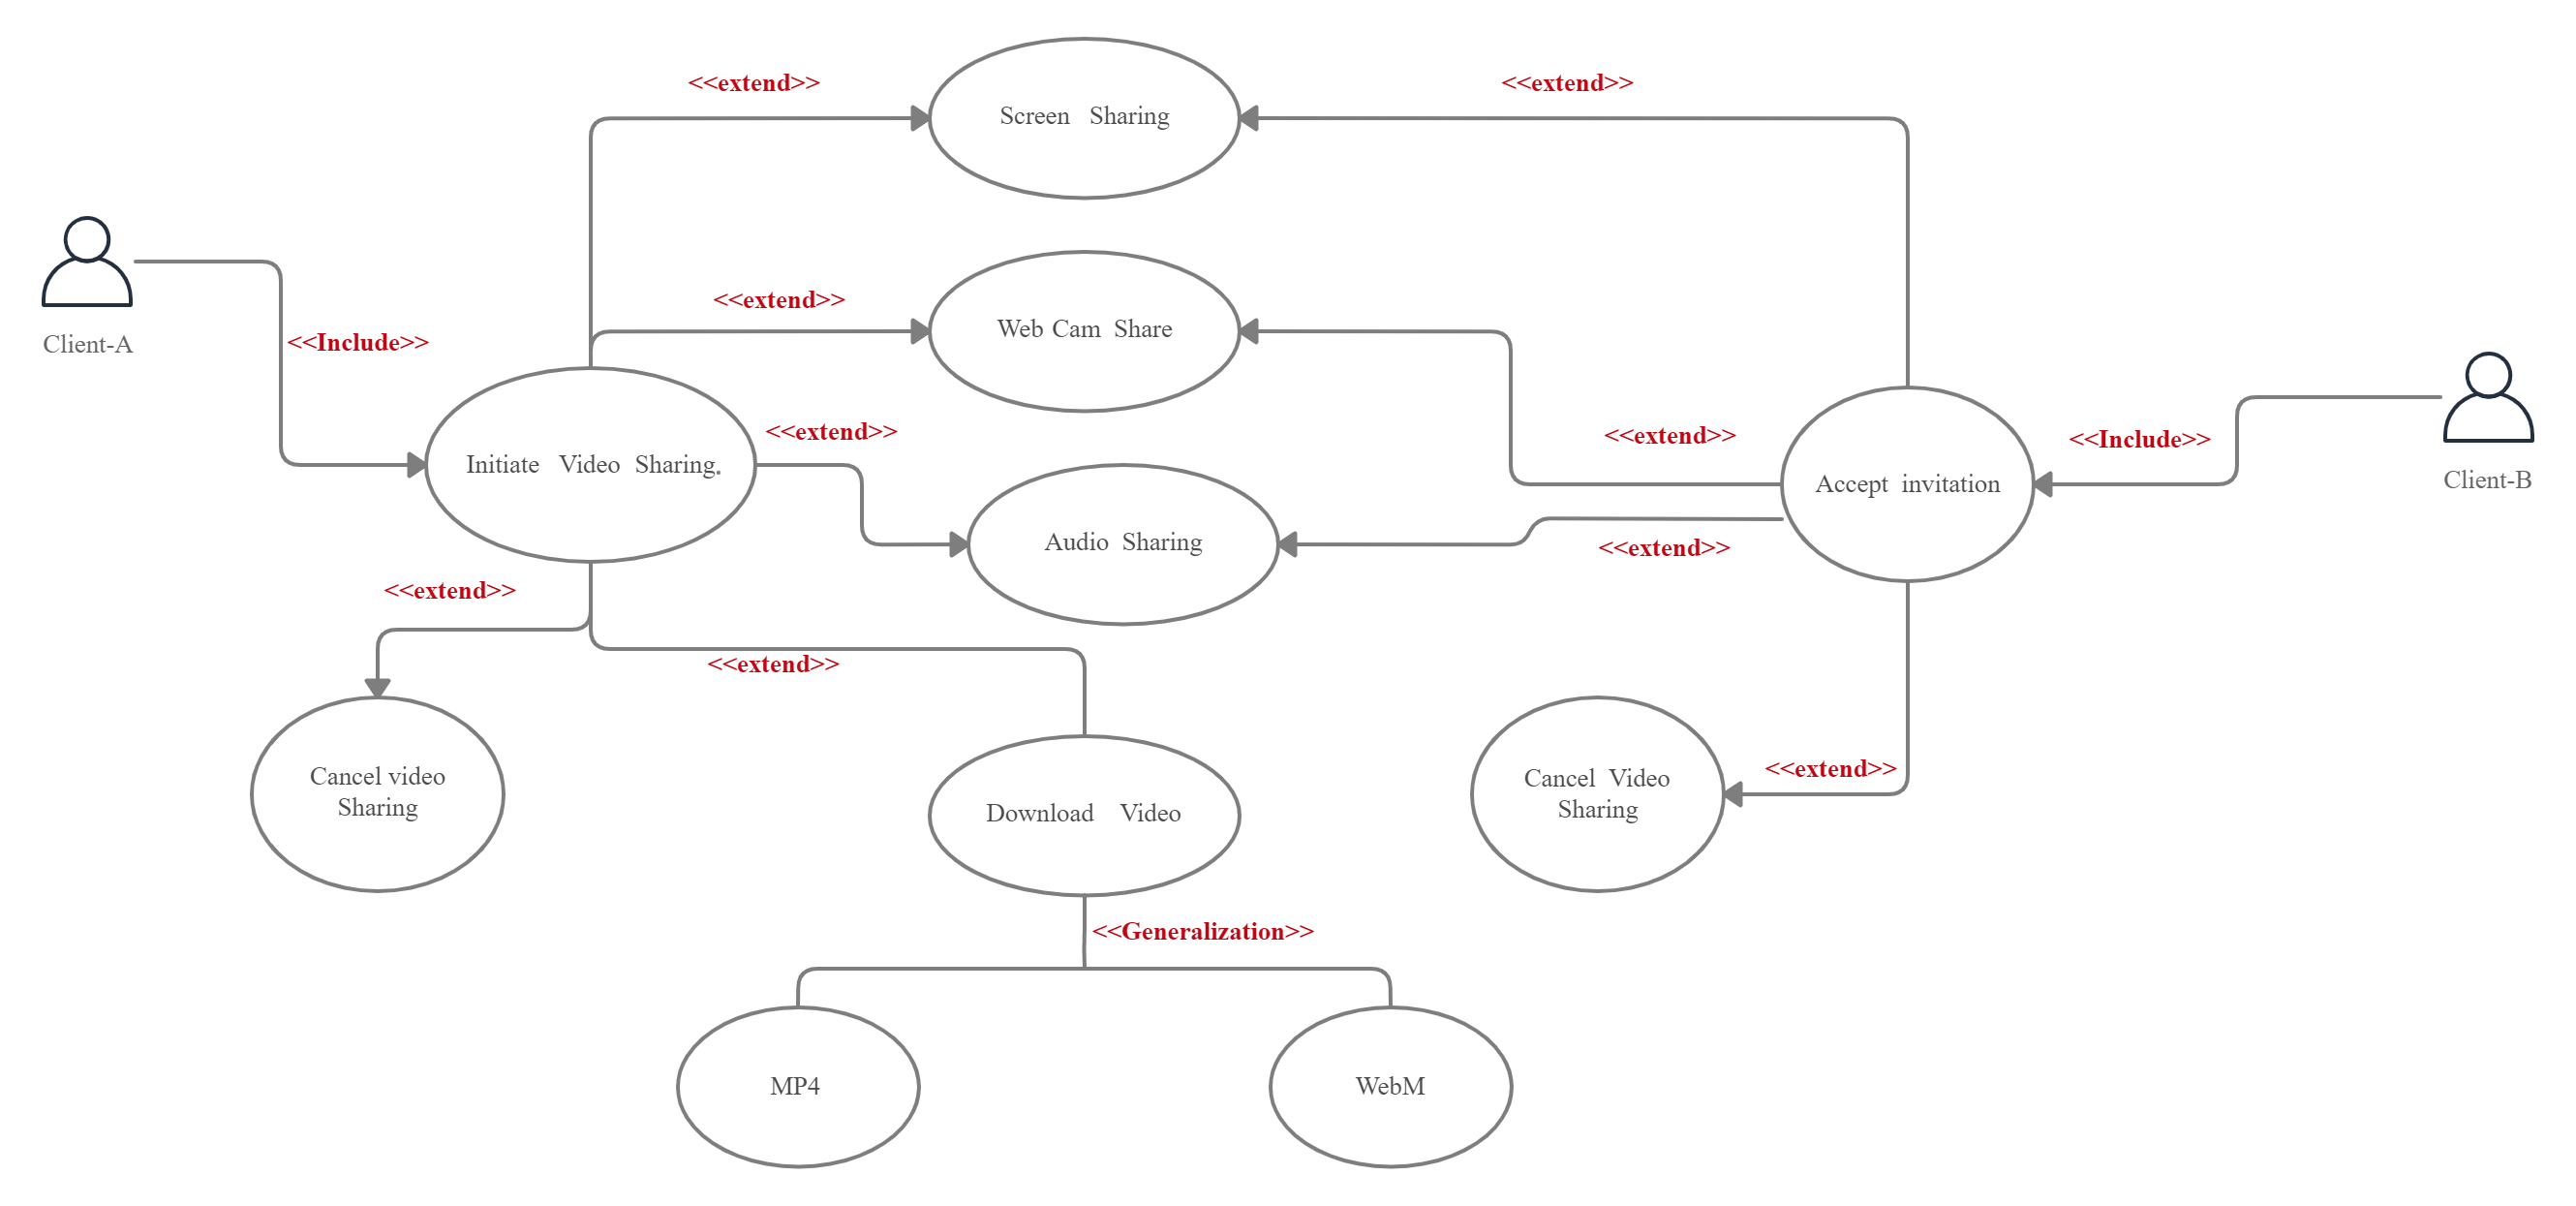 <<extend>>
<<extend>>
Screen Sharing
<<extend>>
Web Cam Share
Client-A
<<Include>>
<<extend>>
<<extend>>
<<Include>>
Initiate Video Sharing.
Accept invitation
Client-B
Audio Sharing
<<extend>>
<<extend>>
<<extend>>
Cancel video
Sharing
Download Video
Cancel Video
Sharing
<<extend>>
<<Generalization>>
MP4
WebM